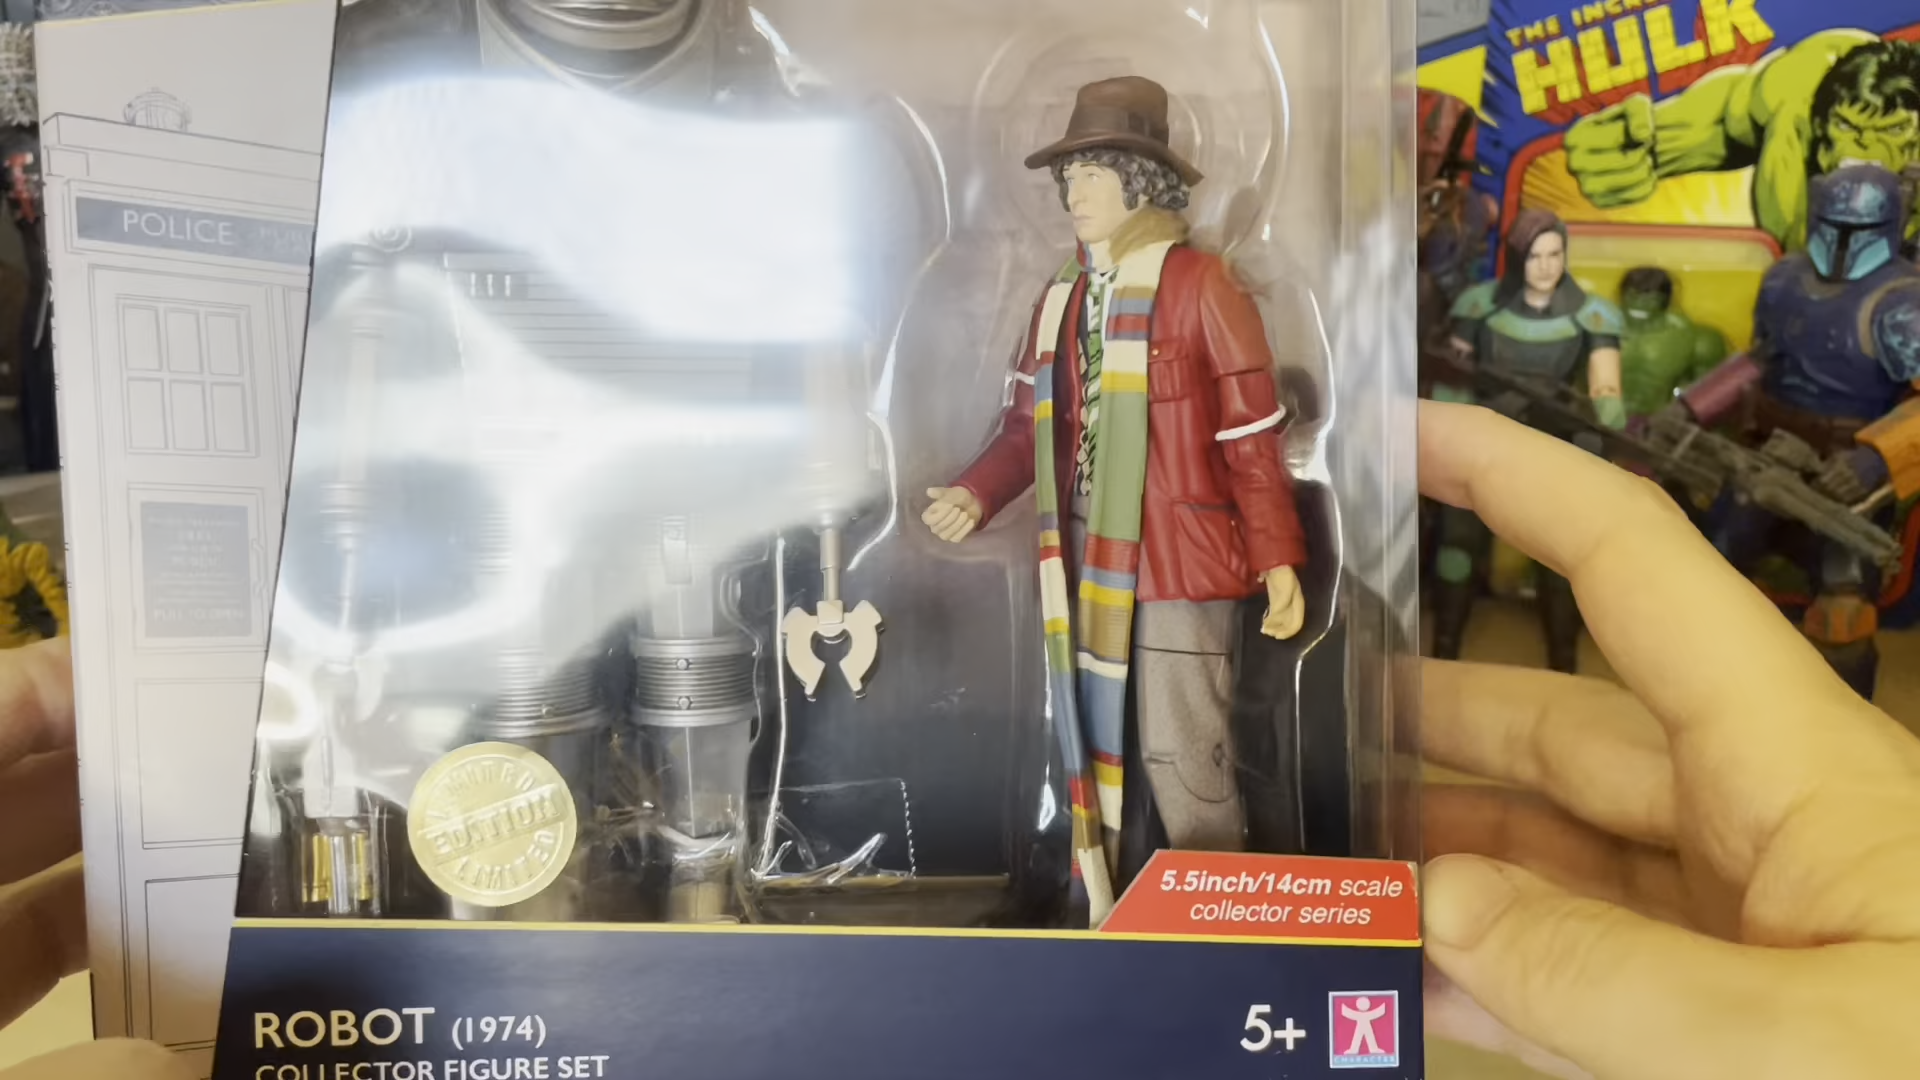 THE INCR
HULK
POLICE
LIMITED
EDITION
LIMITED
5.5inch/14cm scale
collector series
ROBOT (1974)
COLLECTOR FIGURE SET
5+
CHARACTER